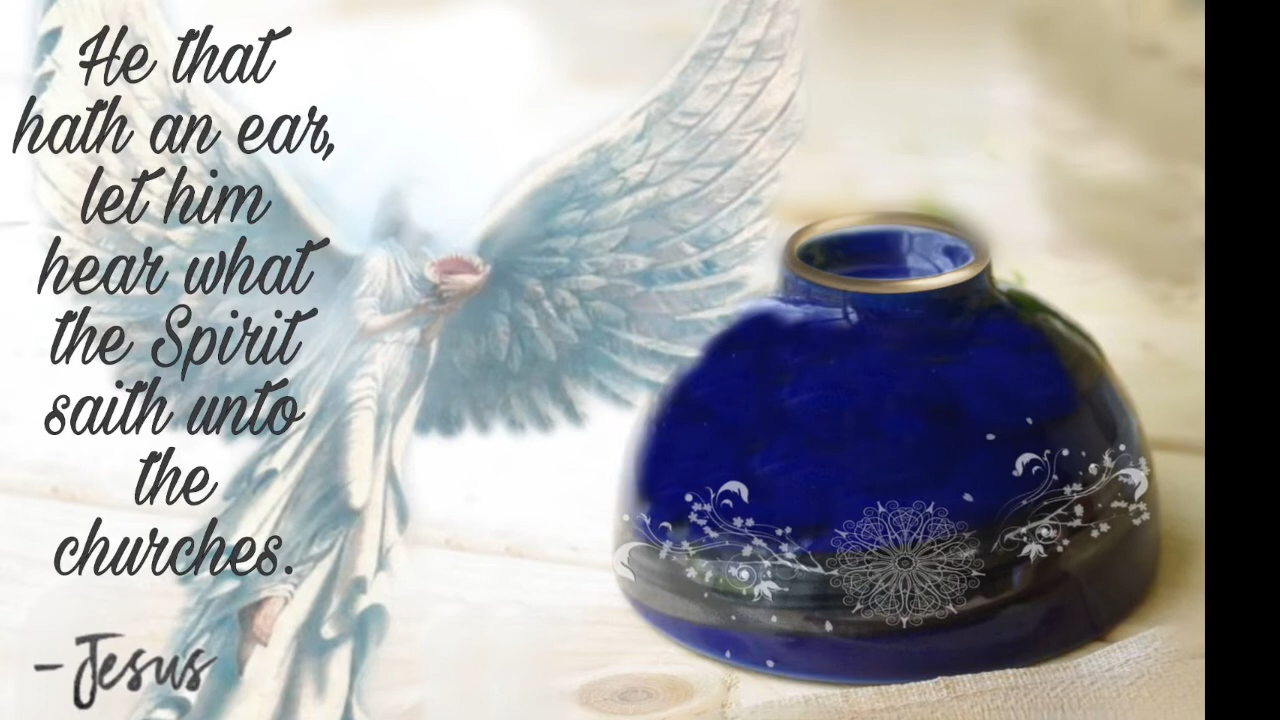 He that
hath an ear,
let him
hear what
the Spirit
saith unto
the
churches.
- Jesus